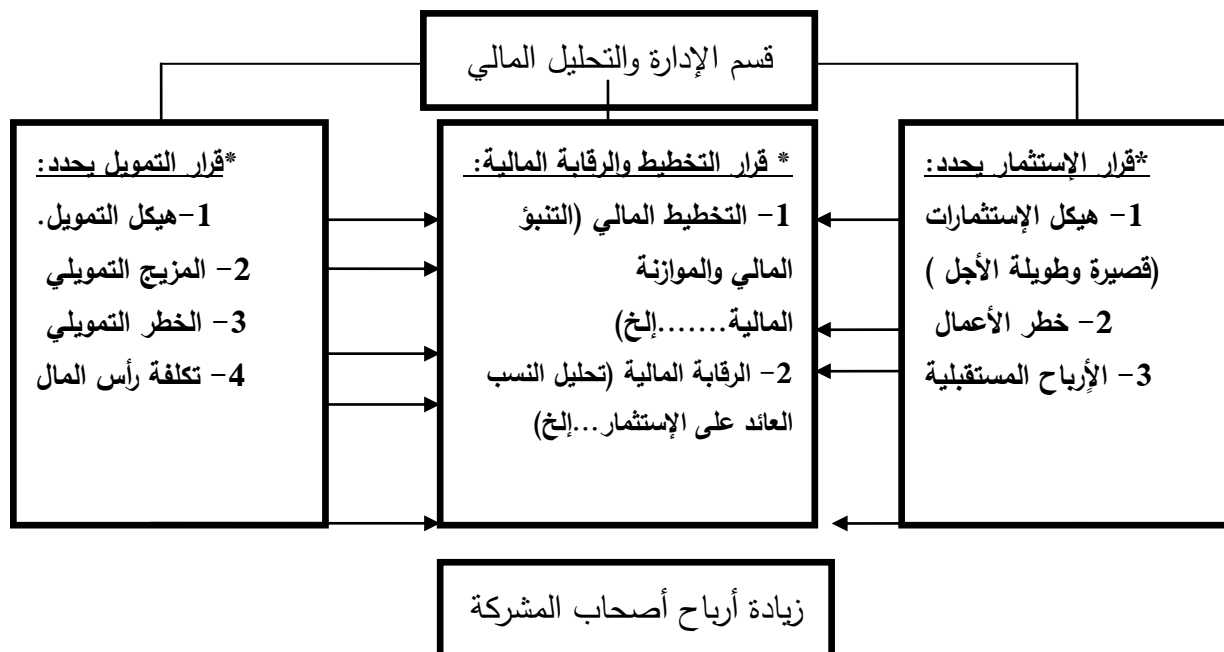 قسم الإدارة والتحليل المالي
*قرار الإستثمار يحدد:
1- هيكل الإستثمارات
(قصيرة وطويلة الأجل )
2- خطر الأعمال
3- الأرباح المستقبلية
* قرار التخطيط والرقابة المالية:
1- التخطيط المالي (التنبؤ
المالي والموازنة
المالية.......إلخ)
2- الرقابة المالية (تحليل النسب
العائد على الإستثمار...إلخ)
*قرار التمويل يحدد:
1-هيكل التمويل.
2- المزيج التمويلي
3- الخطر التمويلي
4- تكلفة رأس المال
زيادة أرباح أصحاب المشركة